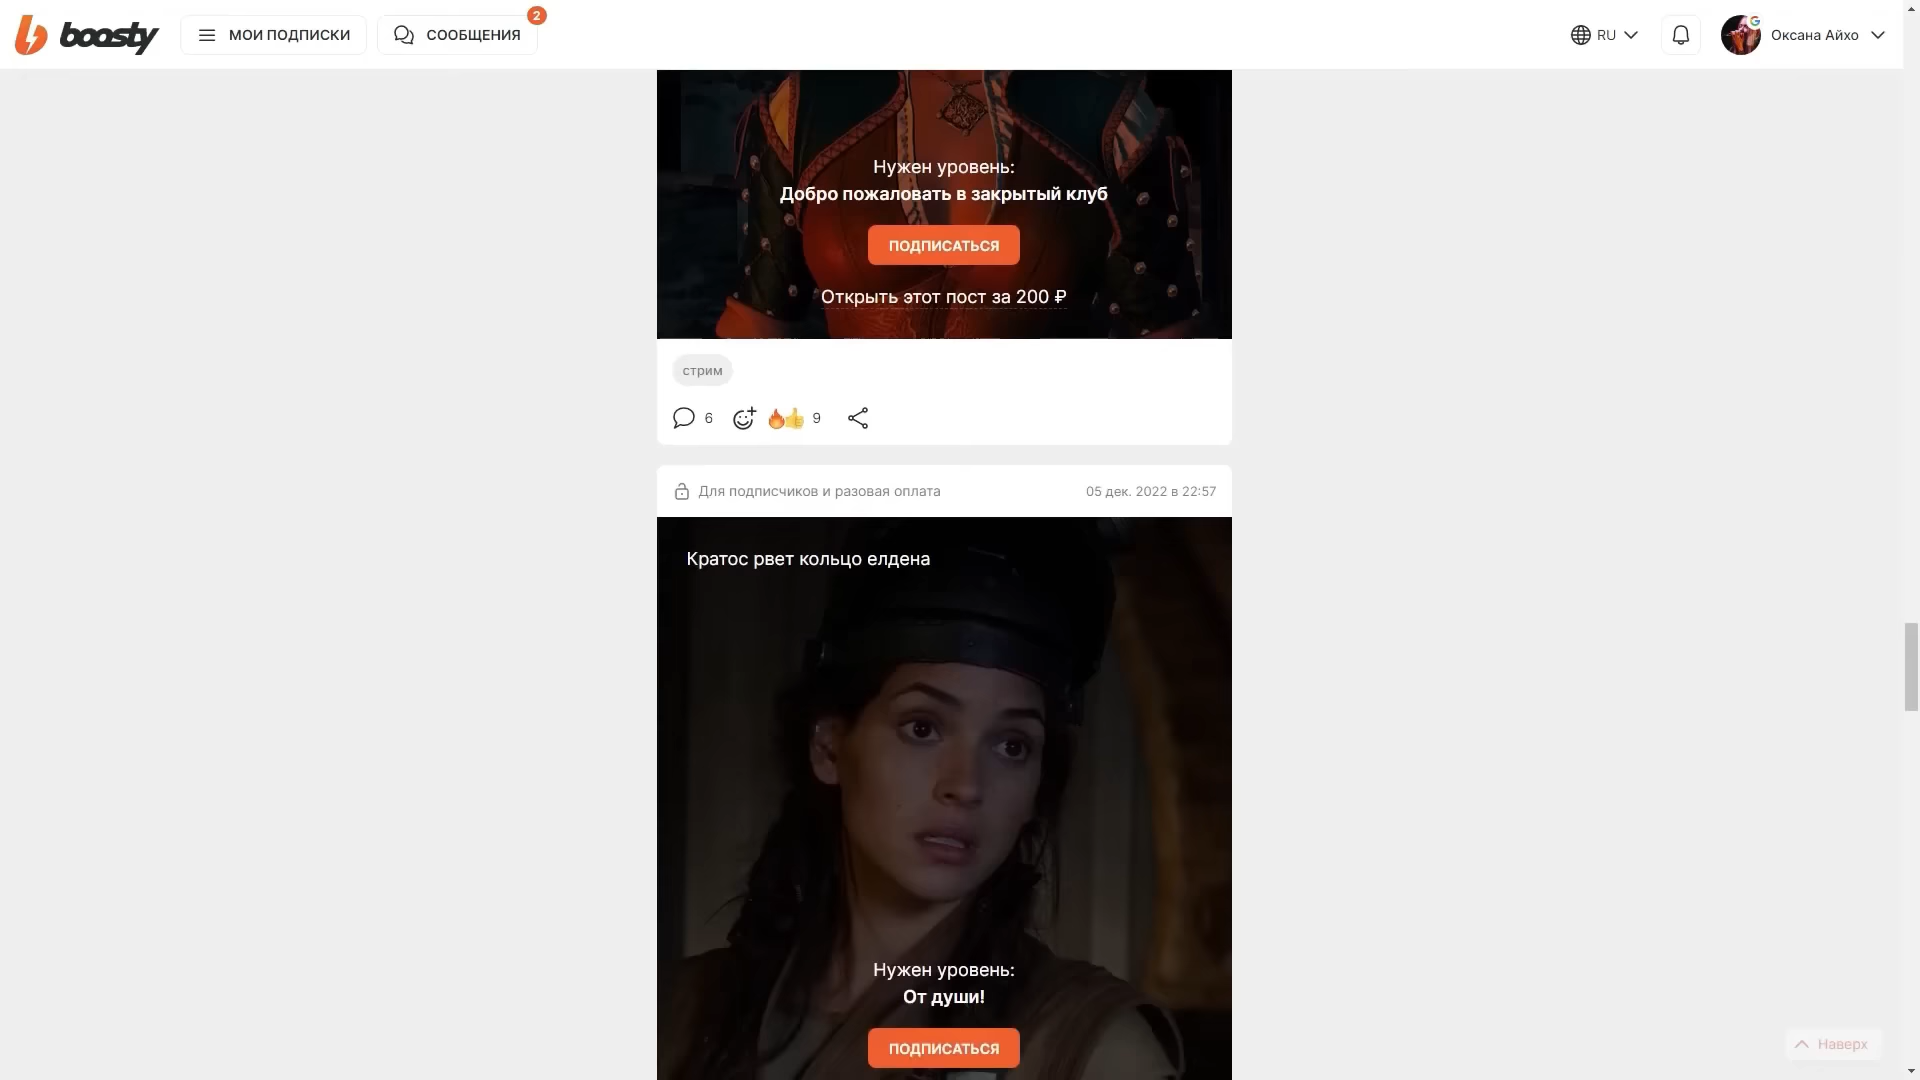 boosty
МОИ ПОДПИСКИ
СООБЩЕНИЯ
2
RU
Оксана Айхо
Нужен уровень:
Добро пожаловать в закрытый клуб
ПОДПИСАТЬСЯ
Открыть этот пост за 200 ₽
стрим
6
9
Для подписчиков и разовая оплата
05 дек. 2022 в 22:57
Кратос рвет кольцо елдена
Нужен уровень:
От души!
ПОДПИСАТЬСЯ
Наверх